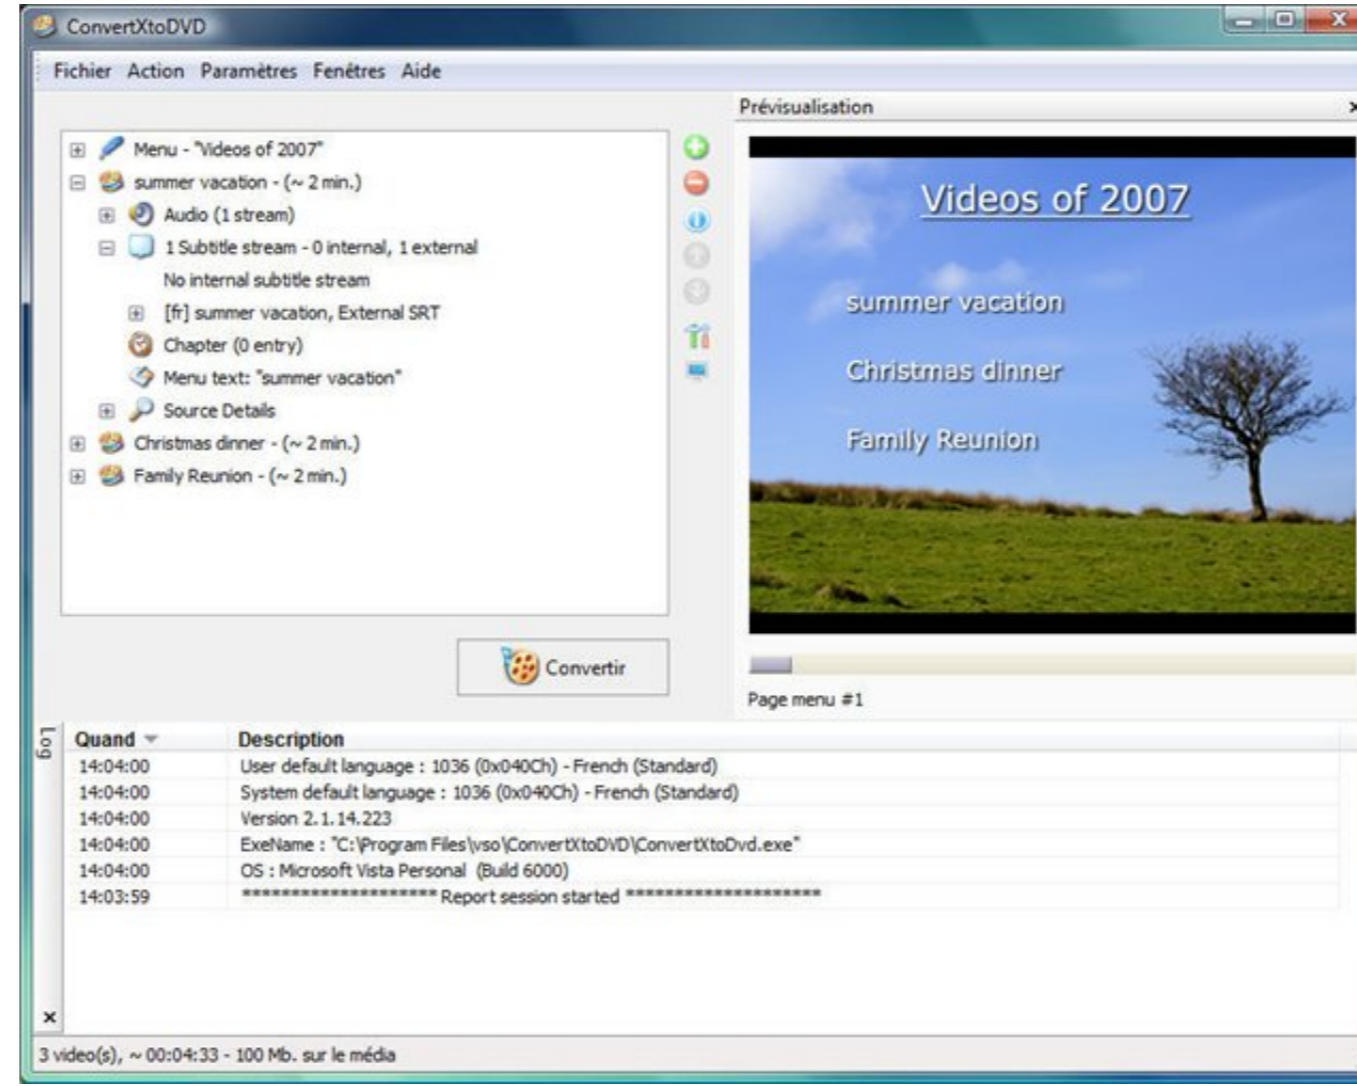 ConvertXtoDVD
Fichier Action Paramètres Fenêtres Aide
Prévisualisation
Menu - "Videos of 2007"
summer vacation - (~ 2 min.)
Audio (1 stream)
1 Subtitle stream - 0 internal, 1 external
No internal subtitle stream
[fr] summer vacation, External SRT
Chapter (0 entry)
Menu text: "summer vacation"
Source Details
Christmas dinner - (~ 2 min.)
Family Reunion - (~ 2 min.)
Videos of 2007
summer vacation
Christmas dinner
Family Reunion
Convertir
Page menu #1
Log
Quand Description
14:04:00 User default language : 1036 (0x040Ch) - French (Standard)
14:04:00 System default language : 1036 (0x040Ch) - French (Standard)
14:04:00 Version 2.1.14.223
14:04:00 ExeName : "C:\Program Files\vso\ConvertXtoDVD\ConvertXtoDvd.exe"
14:04:00 OS : Microsoft Vista Personal (Build 6000)
14:03:59 ******************** Report session started ********************
3 video(s), ~ 00:04:33 - 100 Mb. sur le média